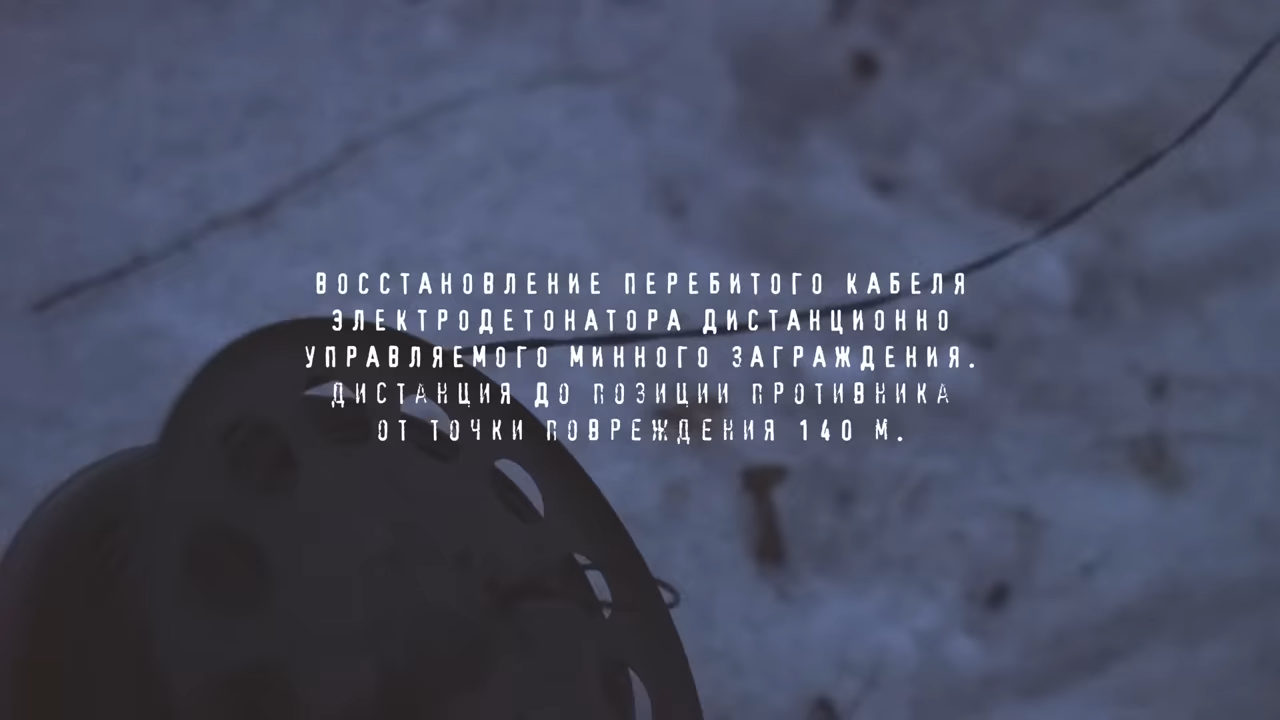 ВОССТАНОВЛЕНИЕ ПЕРЕБИТОГО КАБЕЛЯ
ЭЛЕКТРОДЕТОНАТОРА ДИСТАНЦИОННО
УПРАВЛЯЕМОГО МИННОГО ЗАГРАЖДЕНИЯ.
ДИСТАНЦИЯ ДО ПОЗИЦИИ ПРОТИВНИКА
ОТ ТОЧКИ ПОВРЕЖДЕНИЯ 140 М.